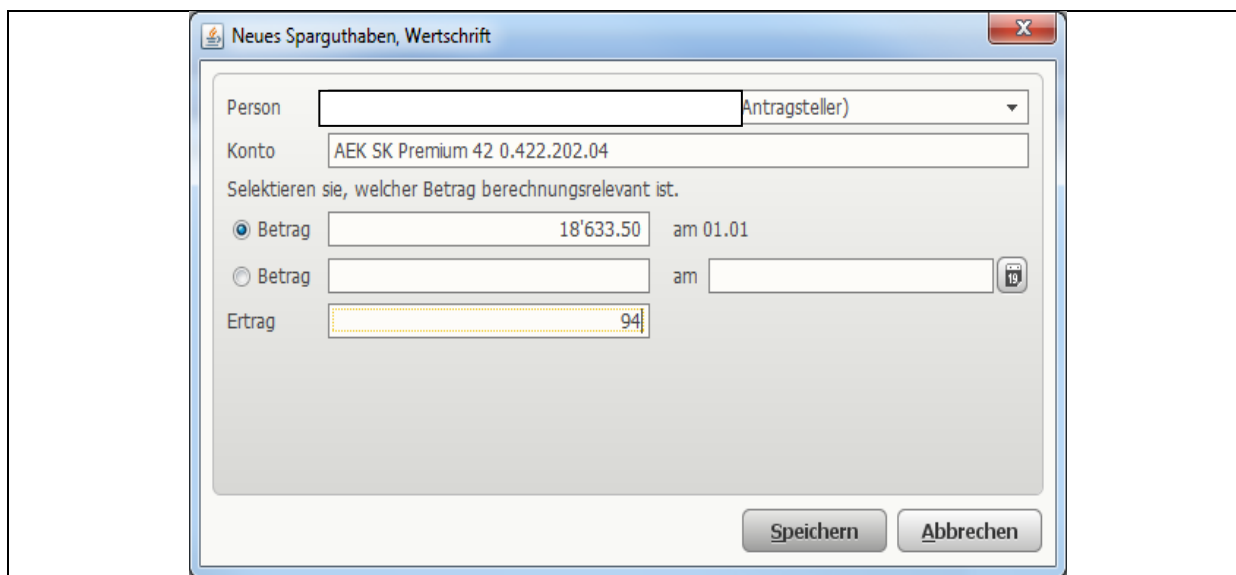 Neues Sparguthaben, Wertschrift
Person Antragsteller)
Konto AEK SK Premium 42 0.422.202.04
Selektieren sie, welcher Betrag berechnungsrelevant ist.
Betrag 18'633.50 am 01.01
Betrag am 19
Ertrag 94
Speichern Abbrechen